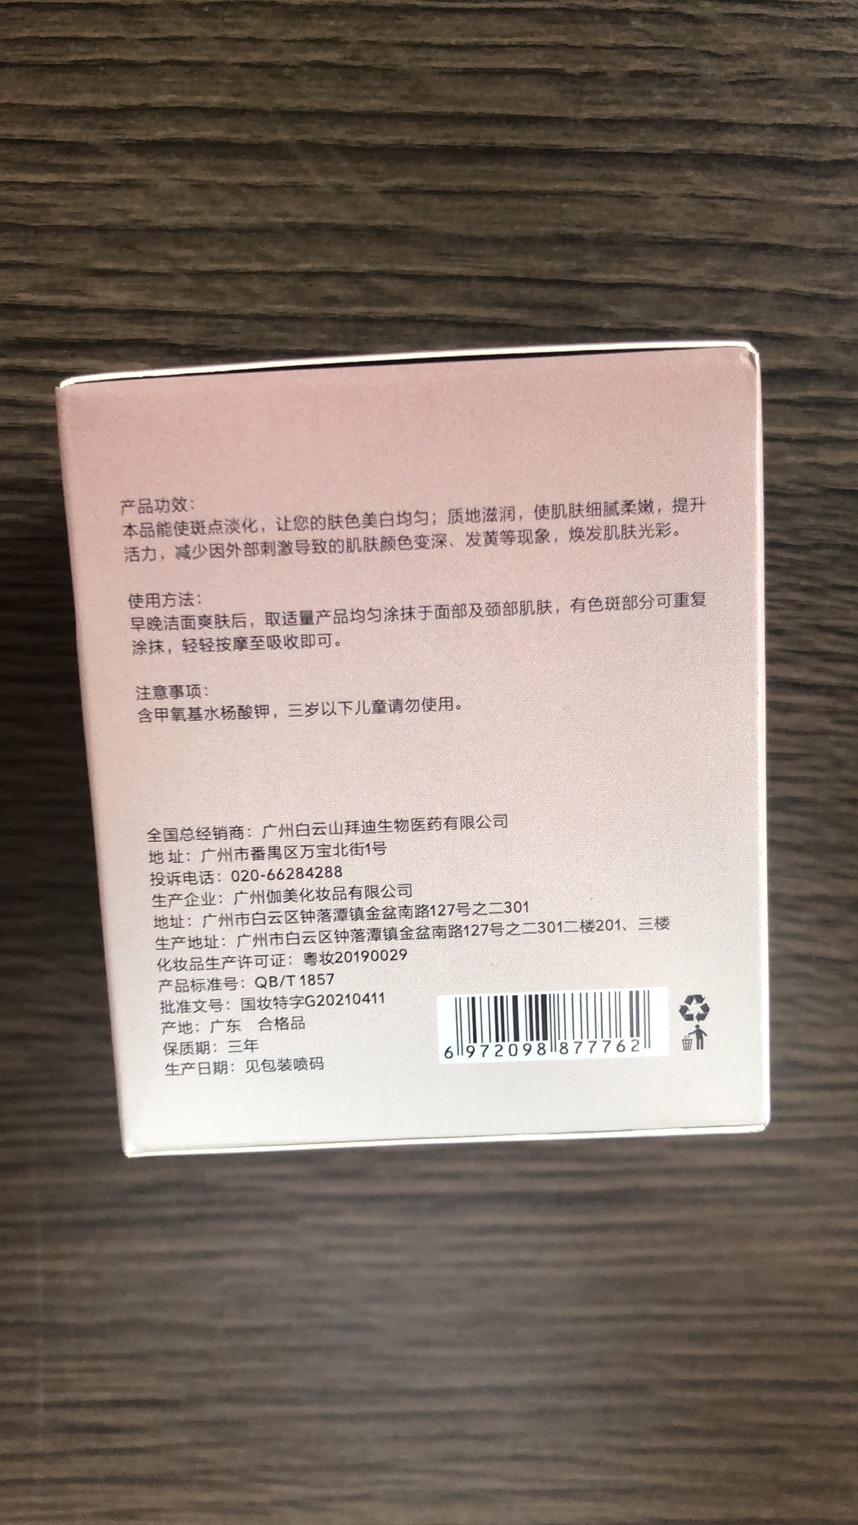 产品功效：
本品能使斑点淡化，让您的肤色美白均匀；质地滋润，使肌肤细腻柔嫩，提升
活力，减少因外部刺激导致的肌肤颜色变深、发黄等现象，焕发肌肤光彩。
使用方法：
早晚洁面爽肤后，取适量产品均匀涂抹于面部及颈部肌肤，有色斑部分可重复
涂抹，轻轻按摩至吸收即可。
注意事项：
含甲氧基水杨酸钾，三岁以下儿童请勿使用。
全国总经销商：广州白云山拜迪生物医药有限公司
地 址：广州市番禺区万宝北街1号
投诉电话：020-66284288
生产企业：广州伽美化妆品有限公司
地址：广州市白云区钟落潭镇金盆南路127号之二301
生产地址：广州市白云区钟落潭镇金盆南路127号之二301二楼201、三楼
化妆品生产许可证：粤妆20190029
产品标准号：QB/T 1857
批准文号：国妆特字G20210411
产地：广东 合格品
保质期：三年
生产日期：见包装喷码
6 972098 877762